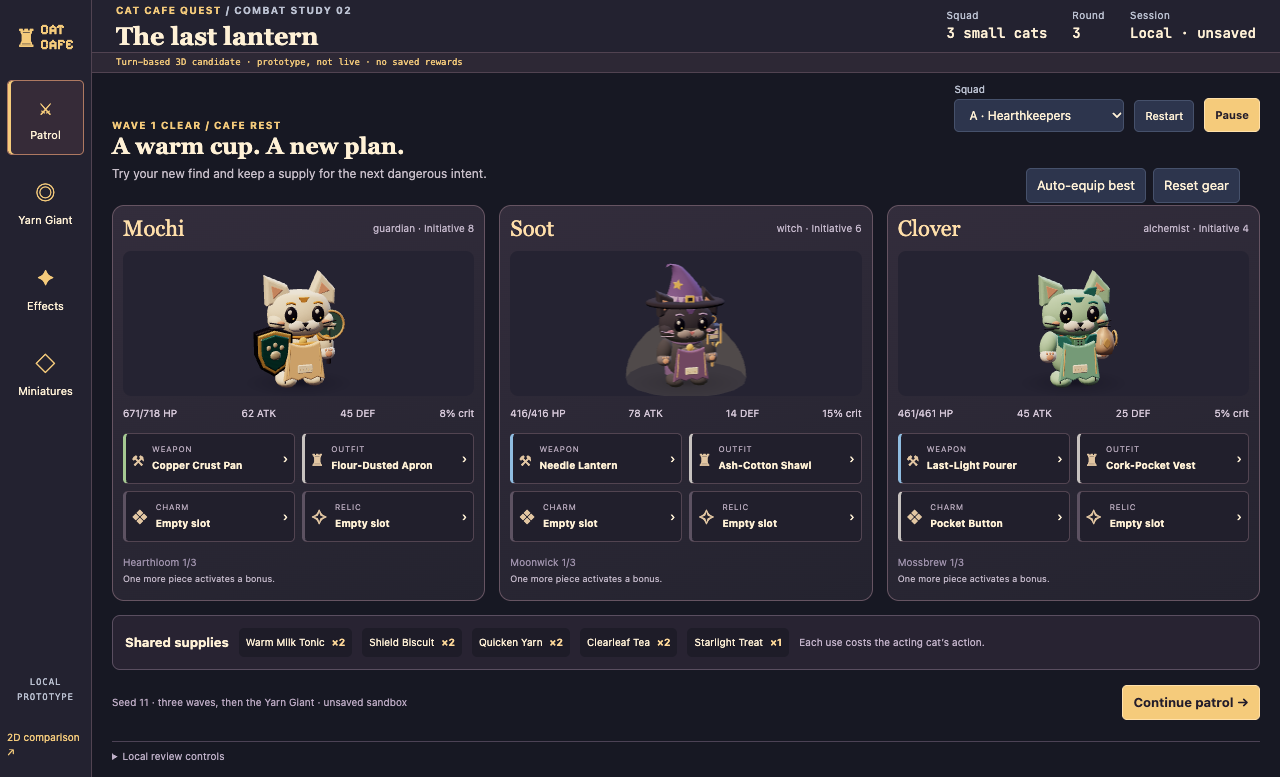 OAT
OAFE
Patrol
Yarn Giant
Effects
Miniatures
LOCAL
PROTOTYPE
2D comparison
↗
CAT CAFE QUEST / COMBAT STUDY 02
The last lantern
Squad
3 small cats
Round
3
Session
Local · unsaved
Turn-based 3D candidate · prototype, not live · no saved rewards
Squad
A · Hearthkeepers
Restart
Pause
WAVE 1 CLEAR / CAFE REST
A warm cup. A new plan.
Try your new find and keep a supply for the next dangerous intent.
Auto-equip best
Reset gear
Mochi
guardian · Initiative 8
671/718 HP 62 ATK 45 DEF 8% crit
WEAPON
Copper Crust Pan ›
OUTFIT
Flour-Dusted Apron ›
CHARM
Empty slot ›
RELIC
Empty slot ›
Hearthloom 1/3
One more piece activates a bonus.
Soot
witch · Initiative 6
416/416 HP 78 ATK 14 DEF 15% crit
WEAPON
Needle Lantern ›
OUTFIT
Ash-Cotton Shawl ›
CHARM
Empty slot ›
RELIC
Empty slot ›
Moonwick 1/3
One more piece activates a bonus.
Clover
alchemist · Initiative 4
461/461 HP 45 ATK 25 DEF 5% crit
WEAPON
Last-Light Pourer ›
OUTFIT
Cork-Pocket Vest ›
CHARM
Pocket Button ›
RELIC
Empty slot ›
Mossbrew 1/3
One more piece activates a bonus.
Shared supplies Warm Milk Tonic ×2 Shield Biscuit ×2 Quicken Yarn ×2 Clearleaf Tea ×2 Starlight Treat ×1 Each use costs the acting cat's action.
Seed 11 · three waves, then the Yarn Giant · unsaved sandbox
Continue patrol →
Local review controls